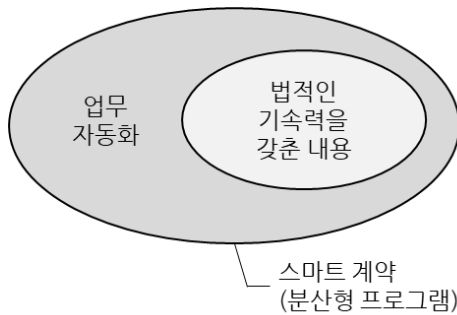 업무
자동화
법적인
기속력을
갖춘 내용
스마트 계약
(분산형 프로그램)